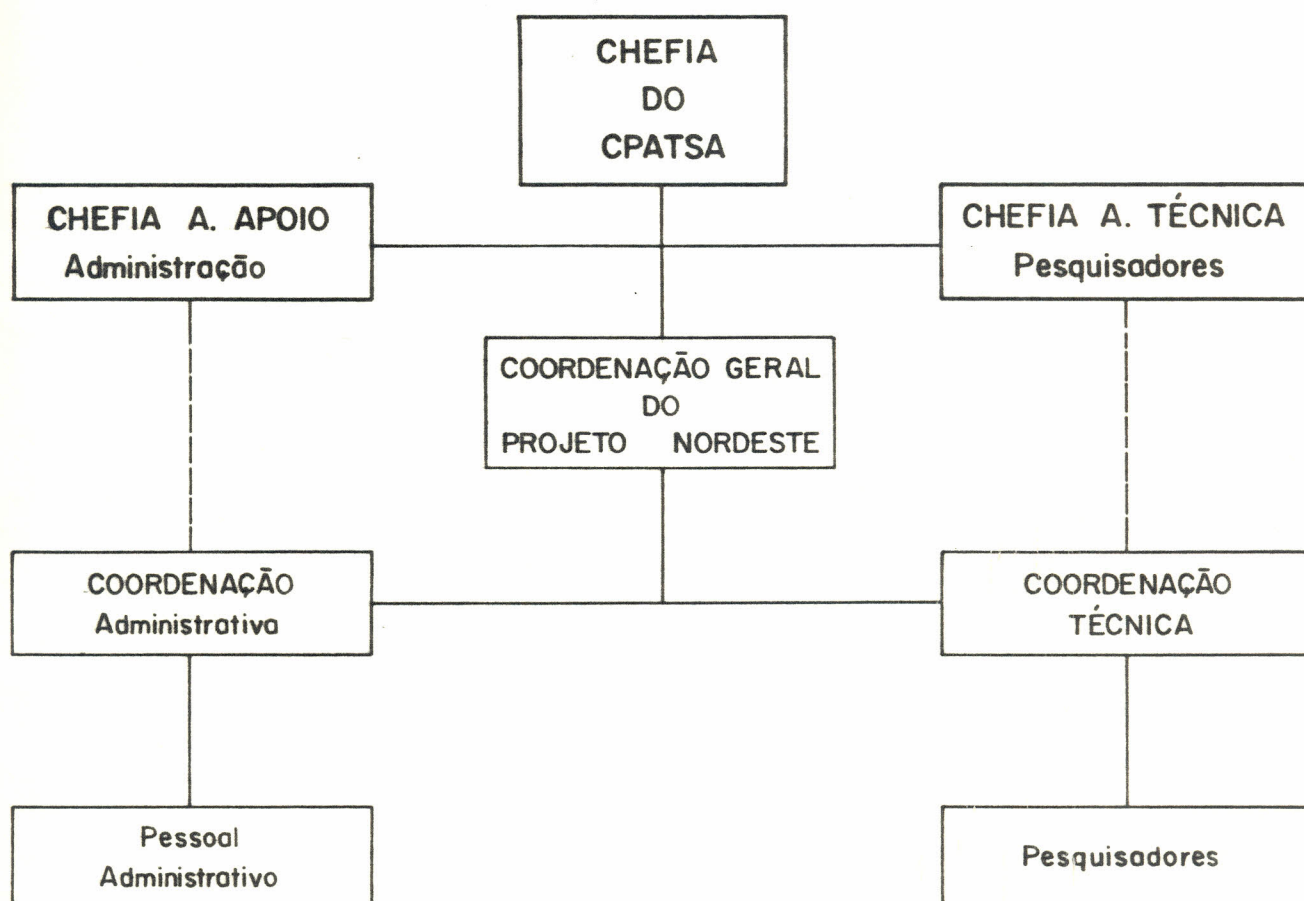 CHEFIA
DO
CPATSA
CHEFIA A. APOIO
Administração
CHEFIA A. TÉCNICA
Pesquisadores
COORDENAÇÃO GERAL
DO
PROJETO NORDESTE
COORDENAÇÃO
Administrativa
COORDENAÇÃO
TÉCNICA
Pessoal
Administrativo
Pesquisadores